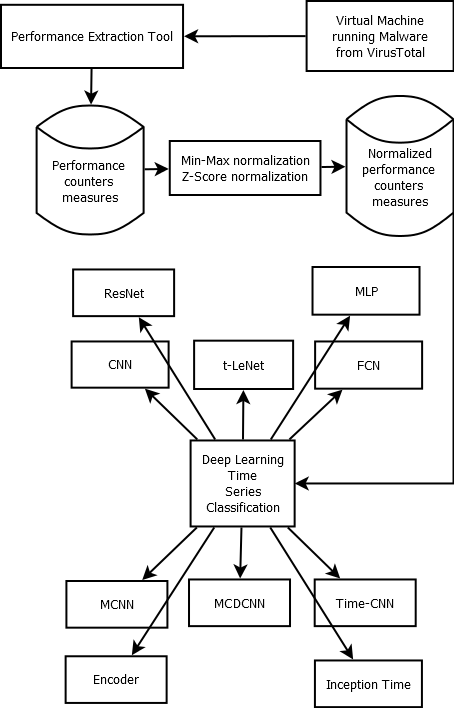 Performance Extraction Tool
Virtual Machine
running Malware
from VirusTotal
Performance
counters
measures
Min-Max normalization
Z-Score normalization
Normalized
performance
counters
measures
ResNet
MLP
CNN
t-LeNet
FCN
Deep Learning
Time
Series
Classification
MCNN
MCDCNN
Time-CNN
Encoder
Inception Time